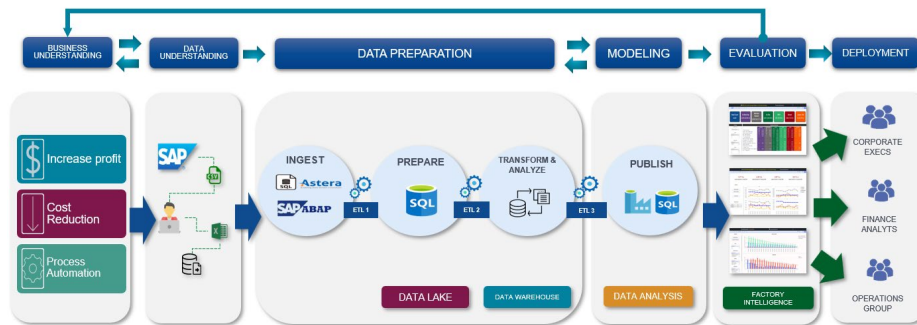 BUSINESS
UNDERSTANDING
DATA
UNDERSTANDING
DATA PREPARATION
MODELING
EVALUATION
DEPLOYMENT
Increase profit
Cost
Reduction
Process
Automation
SAP
CSV
INGEST
SQL
Astera
SAP ABAP
ETL 1
PREPARE
SQL
ETL 2
TRANSFORM &
ANALYZE
ETL 3
PUBLISH
SQL
DATA LAKE
DATA WAREHOUSE
DATA ANALYSIS
FACTORY
INTELLIGENCE
CORPORATE
EXECS
FINANCE
ANALYTS
OPERATIONS
GROUP